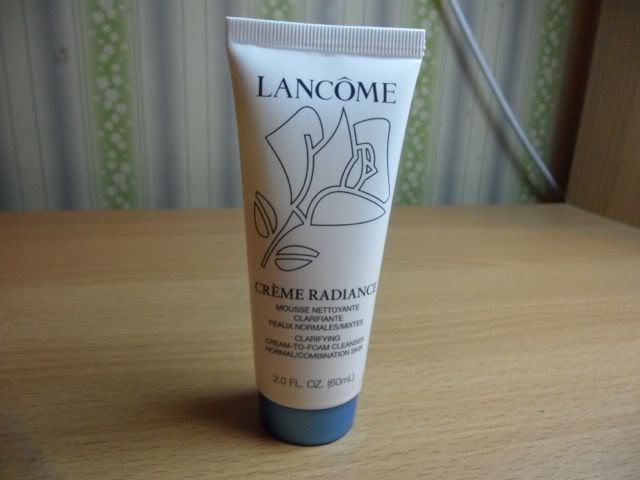 LANCÔME
CRÈME RADIANCE
MOUSSE NETTOYANTE
CLARIFIANTE
PEAUX NORMALES/MIXTES
CLARIFYING
CREAM-TO-FOAM CLEANSER
NORMAL/COMBINATION SKIN
2.0 FL. OZ. (60mL)